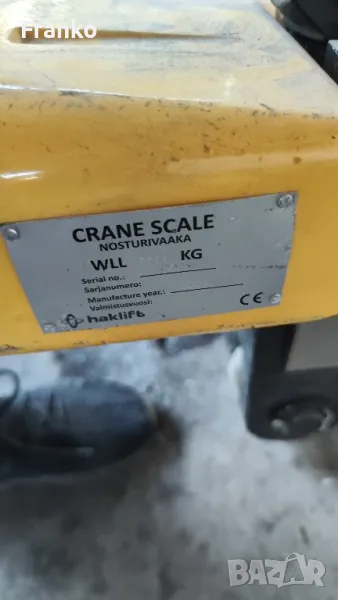 Franko
CRANE SCALE
NOSTURIVAAKA
WLL KG
Serial no.:
Sarjanumero:
Manufacture year.:
Valmistusvuosi:
haklift
CE
BAZAR